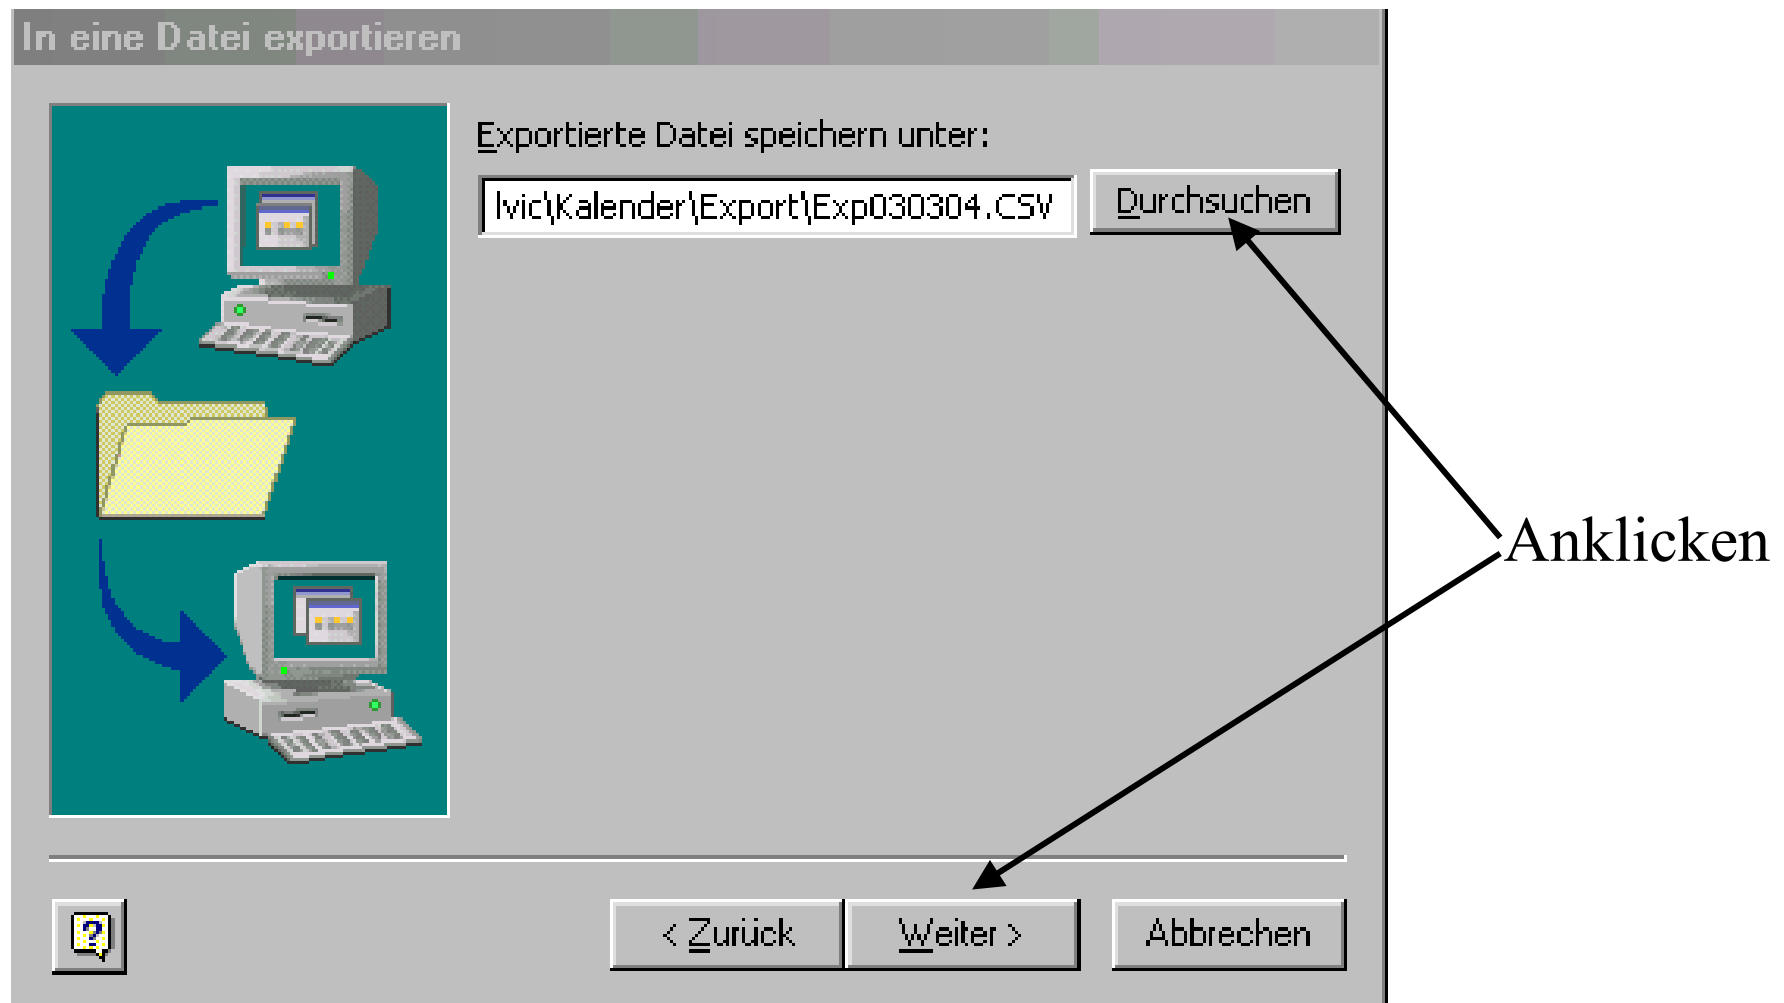 In eine Datei exportieren
Exportierte Datei speichern unter:
lvic\Kalender\Export\Exp030304.CSV
Durchsuchen
Anklicken
?
< Zurück
Weiter >
Abbrechen